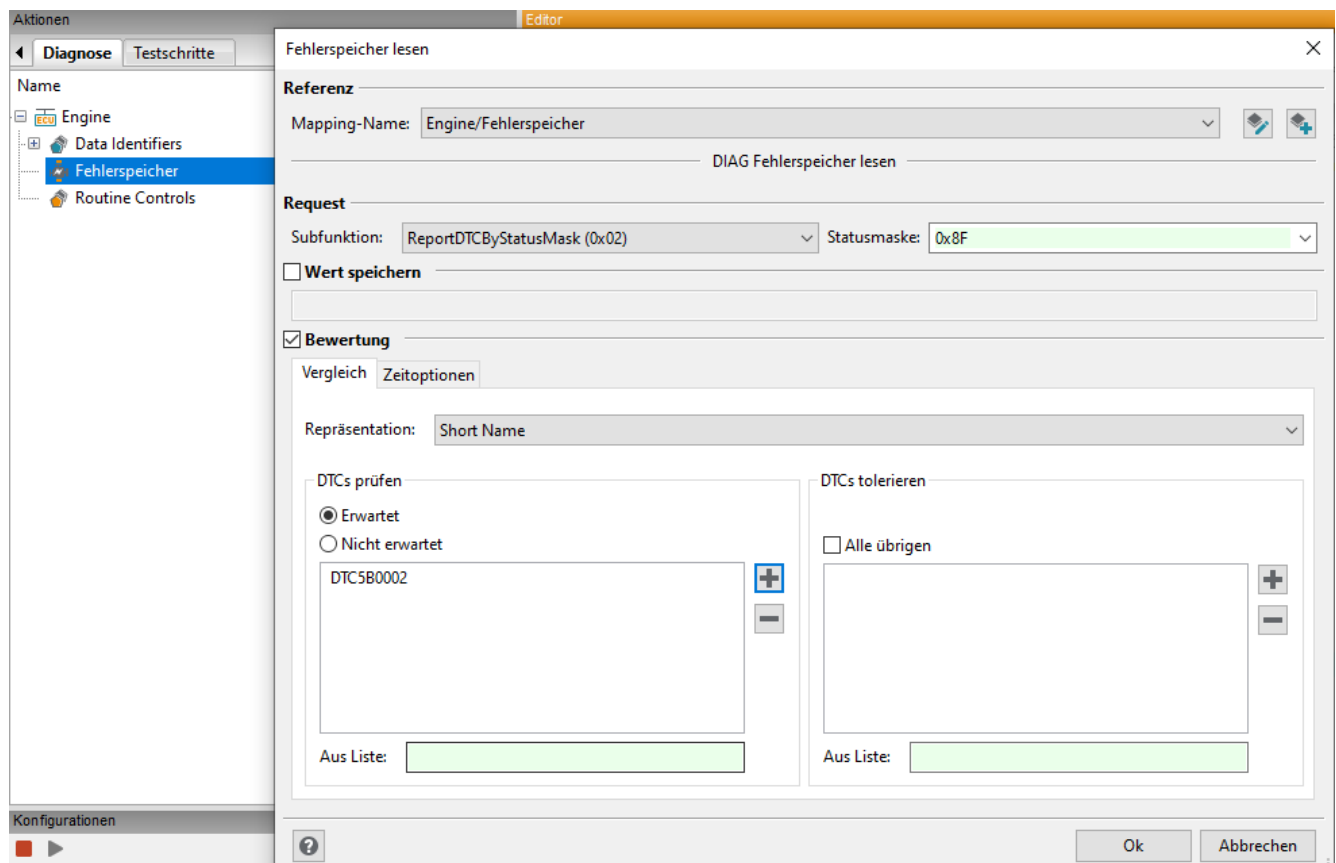 Aktionen
Editor
Diagnose Testschritte
Name
ECU Engine
Data Identifiers
Fehlerspeicher
Routine Controls
Fehlerspeicher lesen
Referenz
Mapping-Name: Engine/Fehlerspeicher
DIAG Fehlerspeicher lesen
Request
Subfunktion: ReportDTCByStatusMask (0x02) Statusmaske: 0x8F
Wert speichern
Bewertung
Vergleich Zeitoptionen
Repräsentation: Short Name
DTCs prüfen
Erwartet
Nicht erwartet
DTC5B0002
Aus Liste:
DTCs tolerieren
Alle übrigen
Aus Liste:
Konfigurationen
Ok Abbrechen